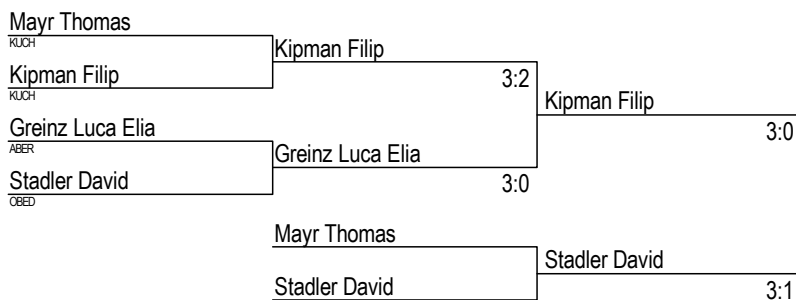 Mayr Thomas
KUCH
Kipman Filip
Kipman Filip
KUCH
3:2
Kipman Filip
Greinz Luca Elia
ABER
3:0
Greinz Luca Elia
Stadler David
OBED
3:0
Mayr Thomas
Stadler David
Stadler David
3:1